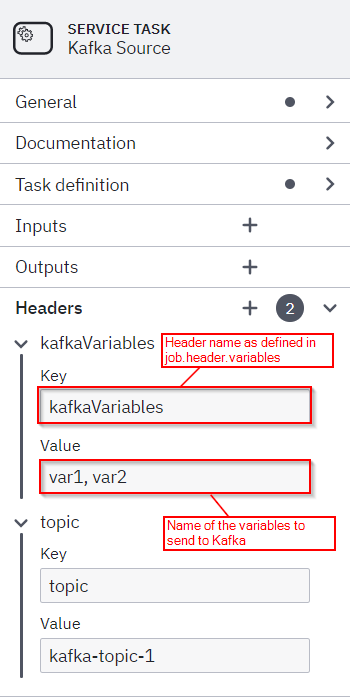 SERVICE TASK
Kafka Source
General
Documentation
Task definition
Inputs
Outputs
Headers 2
kafkaVariables
Header name as defined in
job.header.variables
Key
kafkaVariables
Value
var1, var2
topic
Name of the variables to
send to Kafka
Key
topic
Value
kafka-topic-1